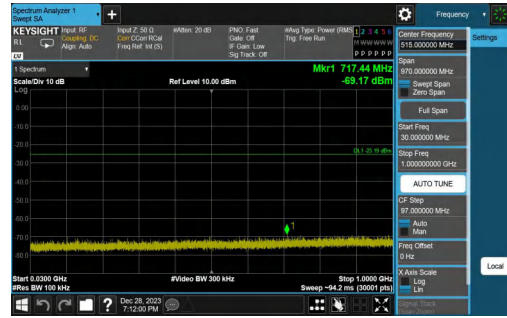 Spectrum Analyzer 1
Swept SA
Frequency
KEYSIGHT
Input: RF
Coupling: DC
Align: Auto
Input Z: 50 Ω
Corr CCorr RCal
Freq Ref: Int (S)
#Atten: 20 dB
PNO: Fast
Gate: Off
IF Gain: Low
Sig Track: Off
#Avg Type: Power (RMS)
Trig: Free Run
1 2 3 4 5 6
M W W W W W
P P P P P P
Center Frequency
515.000000 MHz
Settings
Span
970.000000 MHz
Swept Span
Zero Span
Full Span
Start Freq
30.000000 MHz
Stop Freq
1.000000000 GHz
AUTO TUNE
CF Step
97.000000 MHz
Auto
Man
Freq Offset
0 Hz
X Axis Scale
Log
Lin
Signal Track
Local
1 Spectrum
Scale/Div 10 dB
Log
Ref Level 10.00 dBm
Mkr1 717.44 MHz
-69.17 dBm
0.00
-10.0
-20.0
DL1 -25.19 dBm
-30.0
-40.0
-50.0
-60.0
1
-70.0
-80.0
Start 0.0300 GHz
#Res BW 100 kHz
#Video BW 300 kHz
Stop 1.0000 GHz
Sweep ~94.2 ms (30001 pts)
Dec 28, 2023
7:12:00 PM